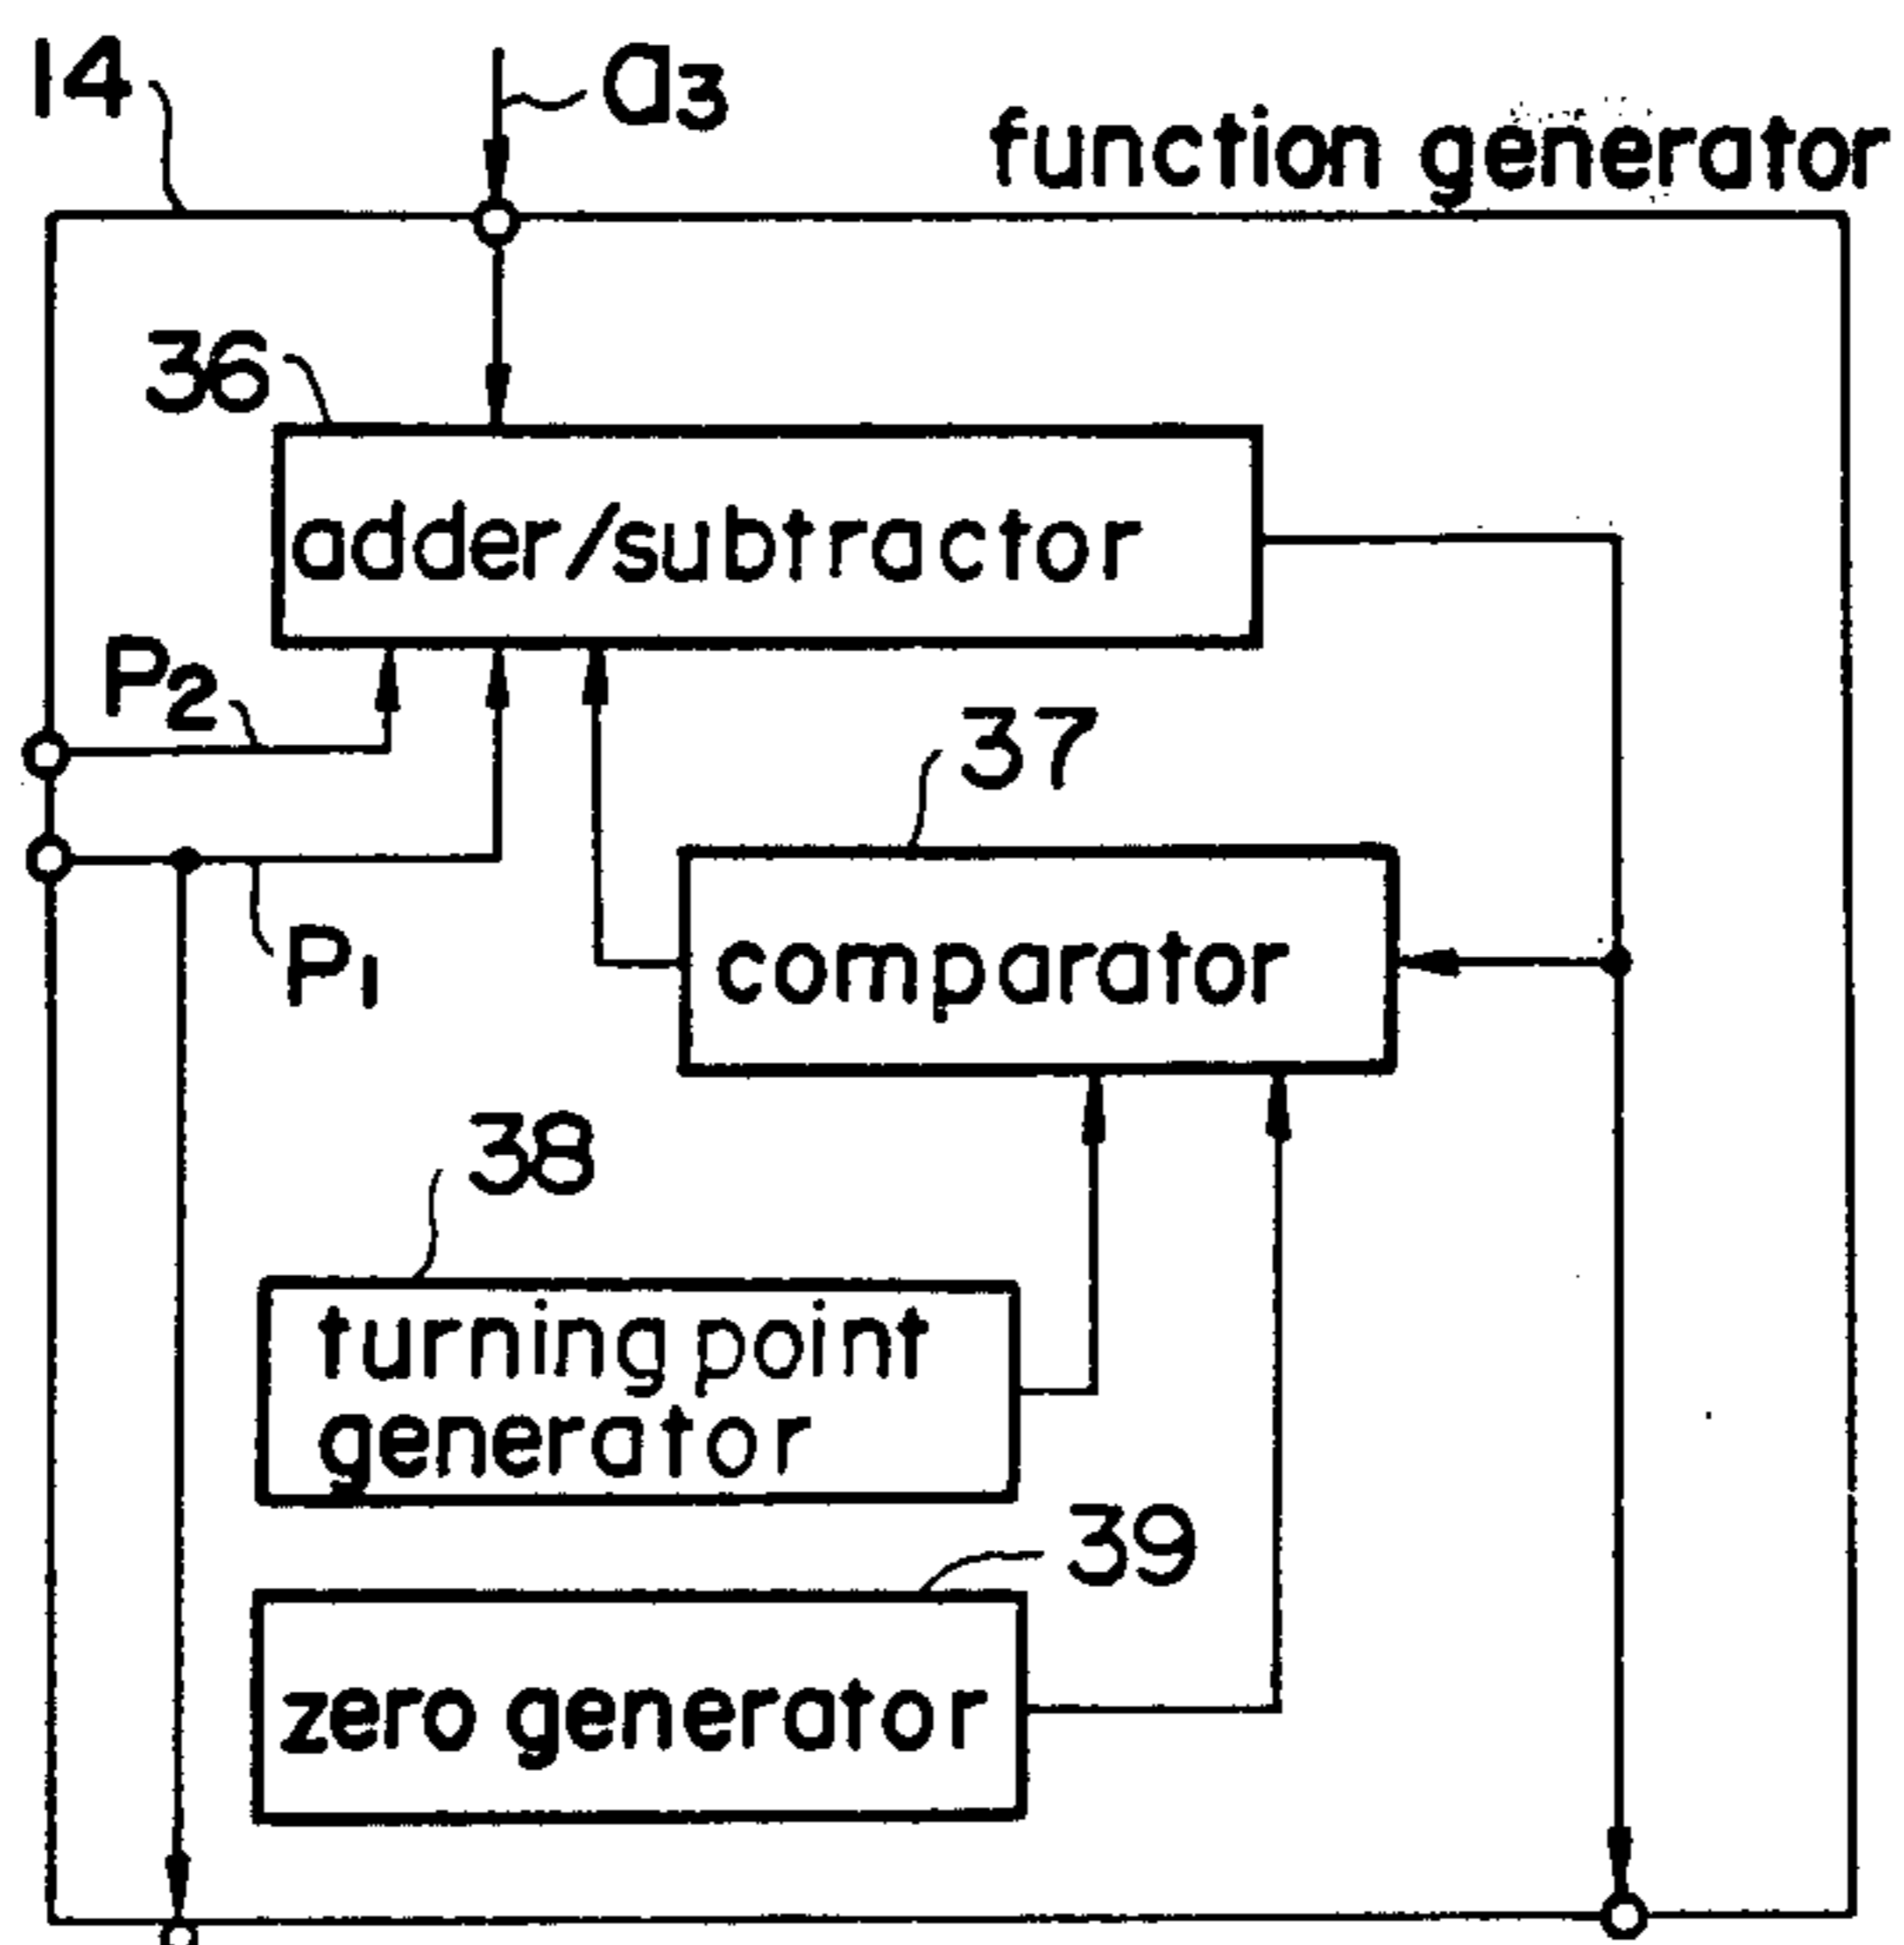 14
a3
function generator
36
adder/subtractor
P2
37
P1
comparator
38
turning point
generator
39
zero generator